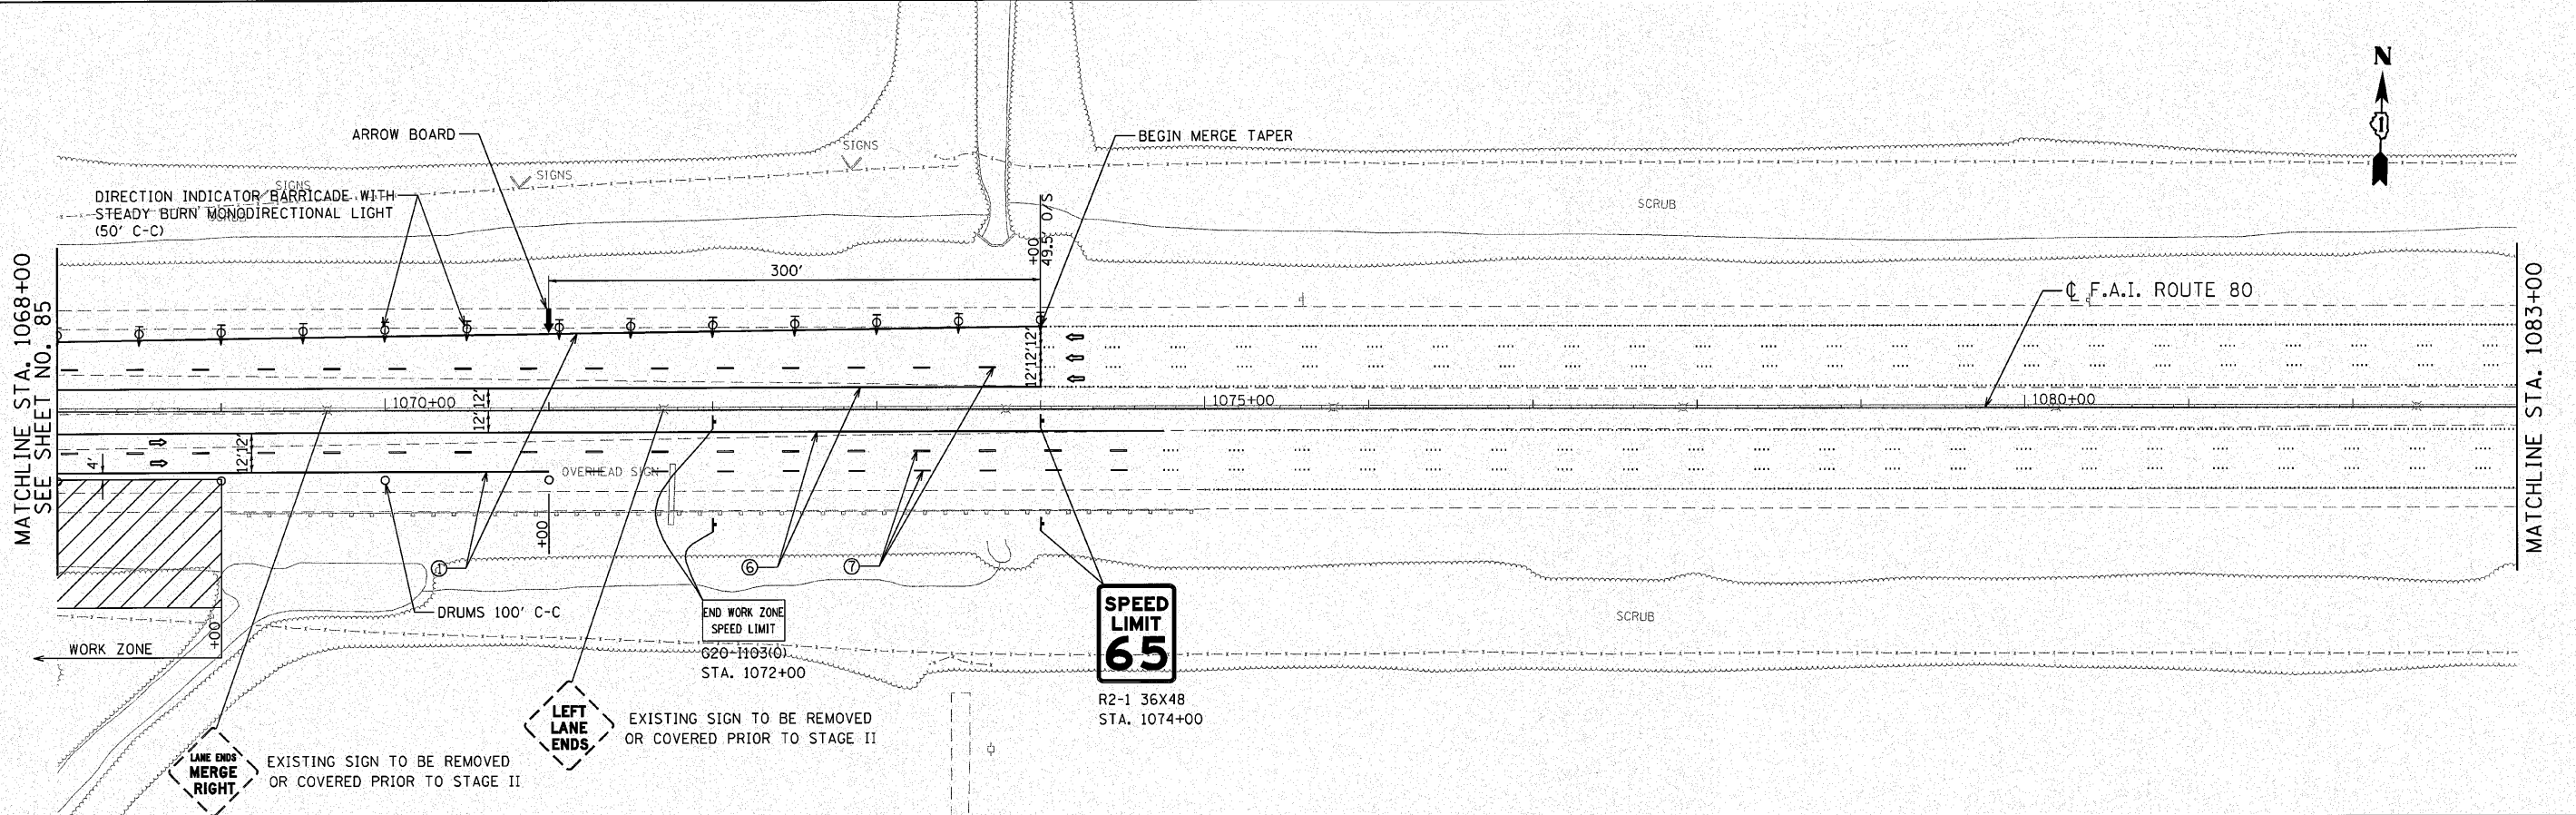 N
ARROW BOARD
BEGIN MERGE TAPER
SIGNS
SIGNS
SIGNS
DIRECTION INDICATOR BARRICADE WITH
STEADY BURN MONODIRECTIONAL LIGHT
(50' C-C)
SCRUB
SCRUB
+00
49.5' O/S
300'
℄ F.A.I. ROUTE 80
MATCHLINE STA. 1068+00
SEE SHEET NO. 85
MATCHLINE STA. 1083+00
12'12'12'
1070+00
12'
12'
1075+00
1080+00
12'12'
4'
OVERHEAD SIGN
+00
1
6
7
DRUMS 100' C-C
END WORK ZONE
SPEED LIMIT
G20-I103(0)
STA. 1072+00
SPEED
LIMIT
65
R2-1 36X48
STA. 1074+00
SCRUB
+00
WORK ZONE
LEFT
LANE
ENDS
EXISTING SIGN TO BE REMOVED
OR COVERED PRIOR TO STAGE II
LANE ENDS
MERGE
RIGHT
EXISTING SIGN TO BE REMOVED
OR COVERED PRIOR TO STAGE II